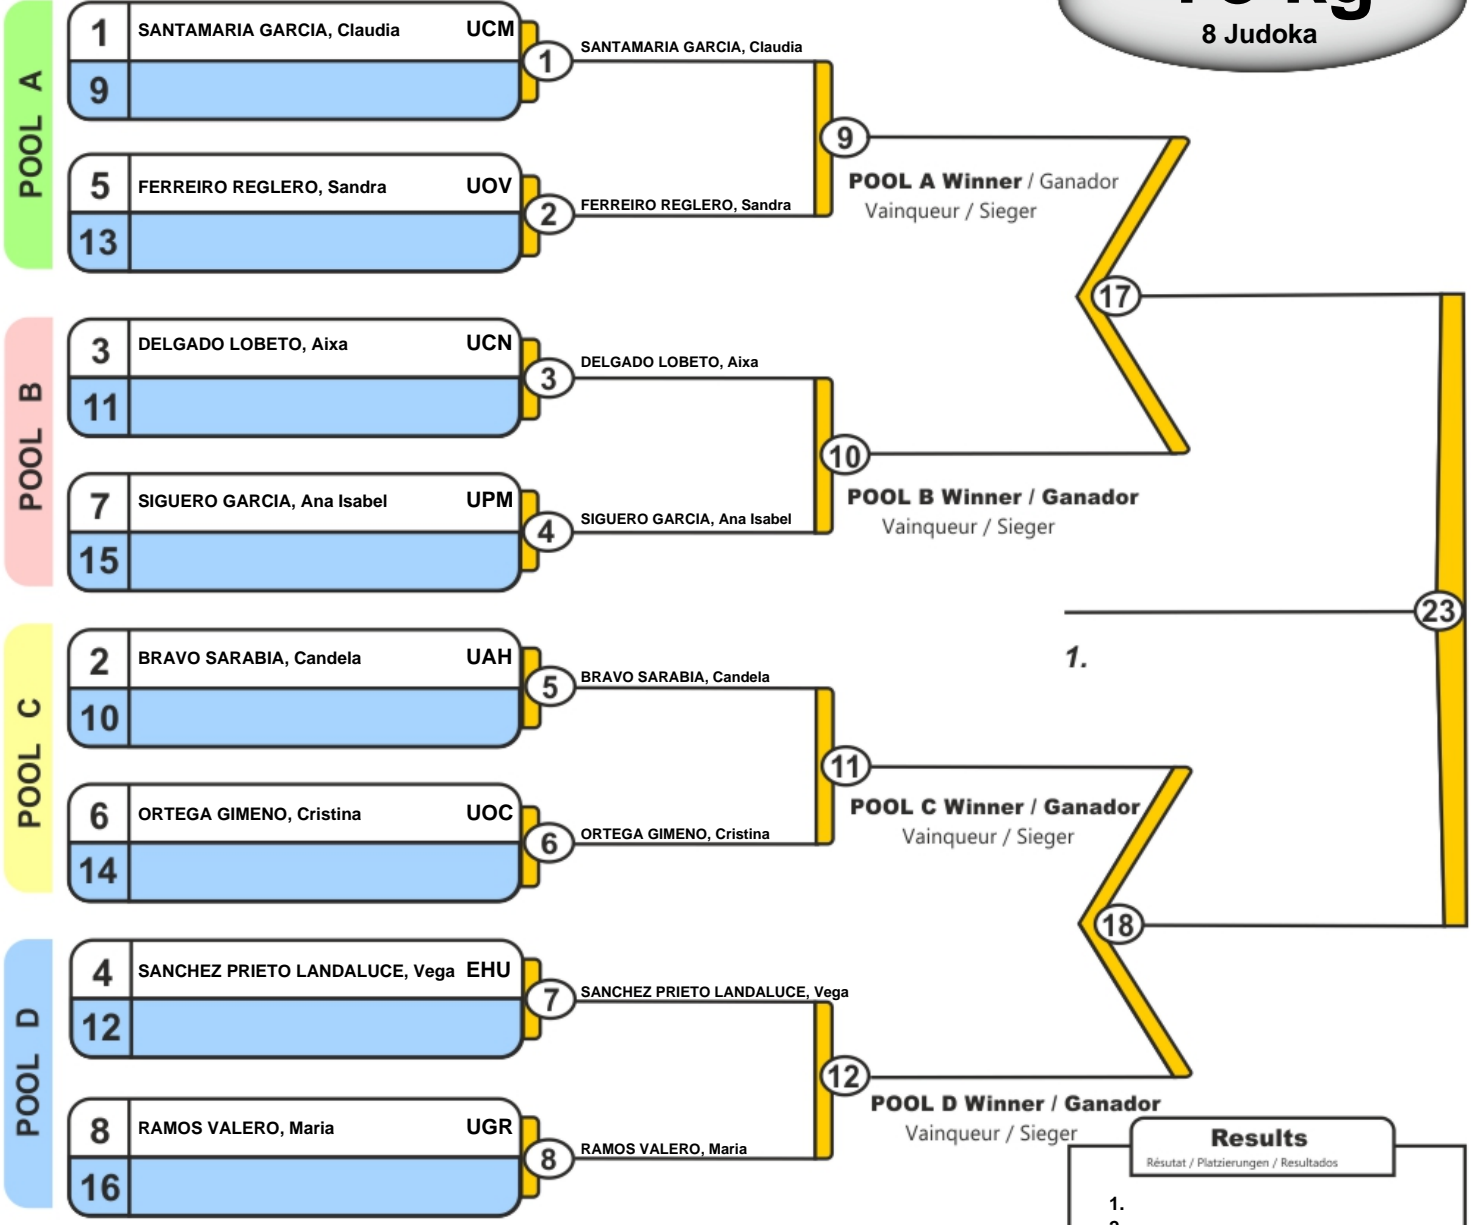 8 Judoka
POOL A
1 SANTAMARIA GARCIA, Claudia UCM
9
1
SANTAMARIA GARCIA, Claudia
5 FERREIRO REGLERO, Sandra UOV
13
2
FERREIRO REGLERO, Sandra
9
POOL A Winner / Ganador
Vainqueur / Sieger
17
POOL B
3 DELGADO LOBETO, Aixa UCN
11
3
DELGADO LOBETO, Aixa
7 SIGUERO GARCIA, Ana Isabel UPM
15
4
SIGUERO GARCIA, Ana Isabel
10
POOL B Winner / Ganador
Vainqueur / Sieger
23
1.
POOL C
2 BRAVO SARABIA, Candela UAH
10
5
BRAVO SARABIA, Candela
6 ORTEGA GIMENO, Cristina UOC
14
6
ORTEGA GIMENO, Cristina
11
POOL C Winner / Ganador
Vainqueur / Sieger
18
POOL D
4 SANCHEZ PRIETO LANDALUCE, Vega EHU
12
7
SANCHEZ PRIETO LANDALUCE, Vega
8 RAMOS VALERO, Maria UGR
16
8
RAMOS VALERO, Maria
12
POOL D Winner / Ganador
Vainqueur / Sieger
Results
Résutat / Platzierungen / Resultados
1.